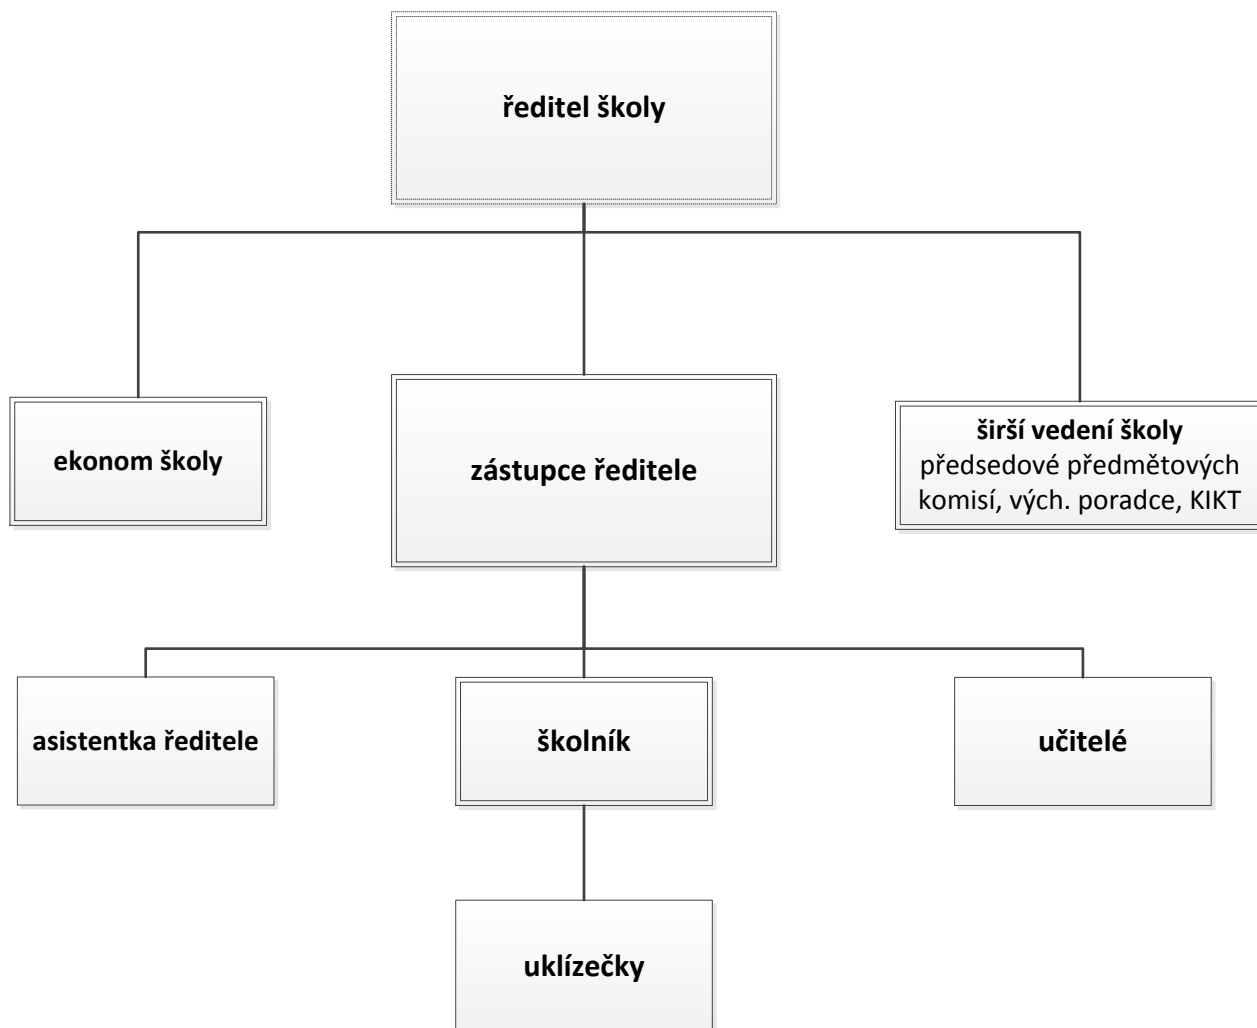 ředitel školy
ekonom školy
zástupce ředitele
širší vedení školy
předsedové předmětových
komisí, vých. poradce, KIKT
asistentka ředitele
školník
učitelé
uklízečky